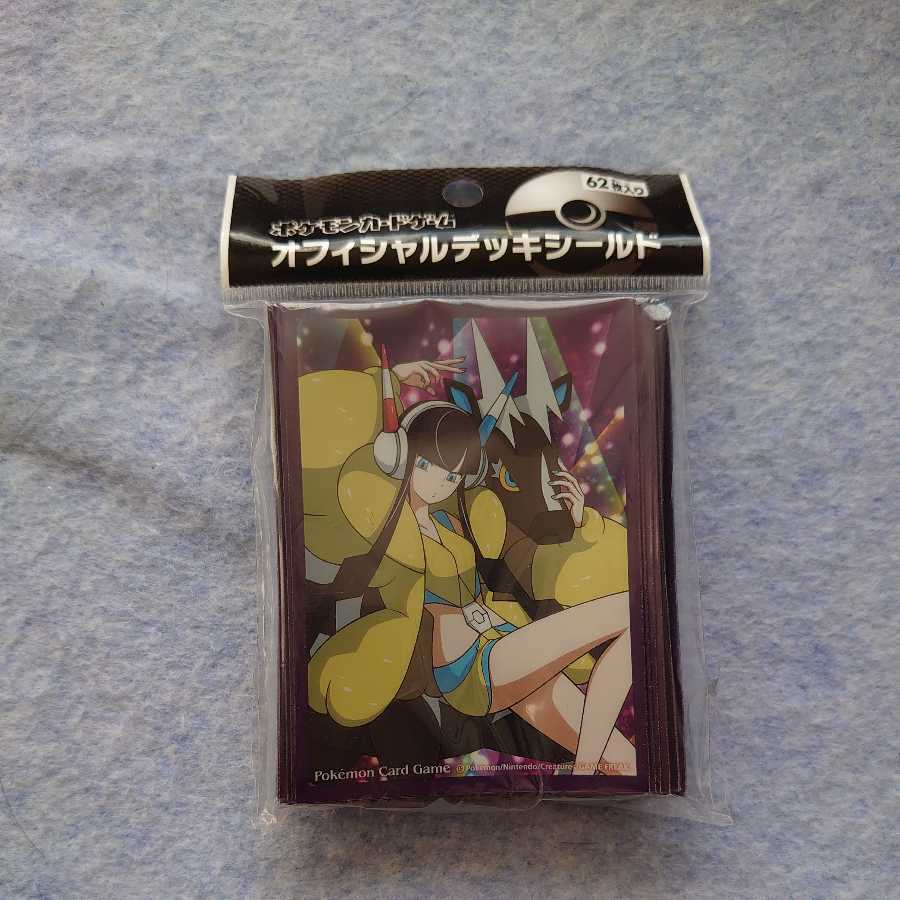 62枚入り
ポケモンカードゲーム
オフィシャルデッキシールド
Pokémon Card Game ©Pokémon/Nintendo/Creatures/GAME FREAK